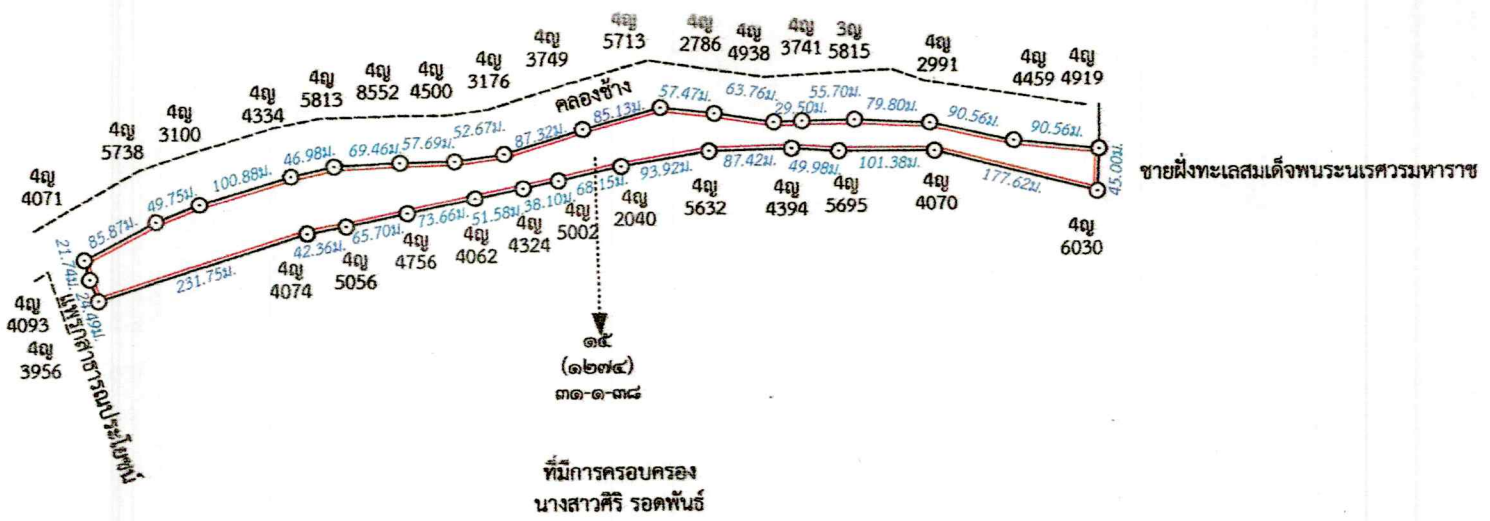 4ญ
4071
4ญ
5738
4ญ
3100
4ญ
4334
4ญ
5813
4ญ
8552
4ญ
4500
4ญ
3176
4ญ
3749
4ญ
5713
4ญ
2786
4ญ
4938
4ญ
3741
3ญ
5815
4ญ
2991
4ญ
4459
4ญ
4919
คลองช้าง
85.87ม.
49.75ม.
100.88ม.
46.98ม.
69.46ม.
57.69ม.
52.67ม.
87.32ม.
85.13ม.
57.47ม.
63.76ม.
29.50ม.
55.70ม.
79.80ม.
90.56ม.
90.56ม.
45.00ม.
ชายฝั่งทะเลสมเด็จพนระนเรศวรมหาราช
21.74ม.
24.49ม.
231.75ม.
42.36ม.
65.70ม.
73.66ม.
51.58ม.
38.10ม.
68.15ม.
93.92ม.
87.42ม.
49.98ม.
101.38ม.
177.62ม.
4ญ
4074
4ญ
5056
4ญ
4756
4ญ
4062
4ญ
4324
4ญ
5002
4ญ
2040
4ญ
5632
4ญ
4394
4ญ
5695
4ญ
4070
4ญ
6030
4ญ
4093
4ญ
3956
แพรกสาธารณประโยชน์
๑๕
(๑๒๗๔)
๓๑-๑-๓๘
ที่มีการครอบครอง
นางสาวศิริ รอดพันธ์